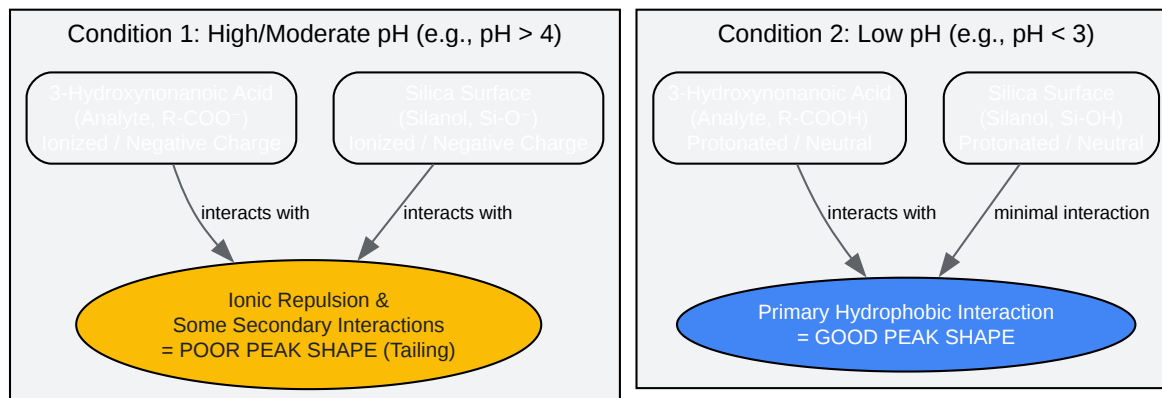 Condition 1: High/Moderate pH (e.g., pH > 4)
3-Hydroxynonanoic Acid
(Analyte, R-COO⁻)
Ionized / Negative Charge
Silica Surface
(Silanol, Si-O⁻)
Ionized / Negative Charge
interacts with
interacts with
Ionic Repulsion &
Some Secondary Interactions
= POOR PEAK SHAPE (Tailing)
Condition 2: Low pH (e.g., pH < 3)
3-Hydroxynonanoic Acid
(Analyte, R-COOH)
Protonated / Neutral
Silica Surface
(Silanol, Si-OH)
Protonated / Neutral
interacts with
minimal interaction
Primary Hydrophobic Interaction
= GOOD PEAK SHAPE